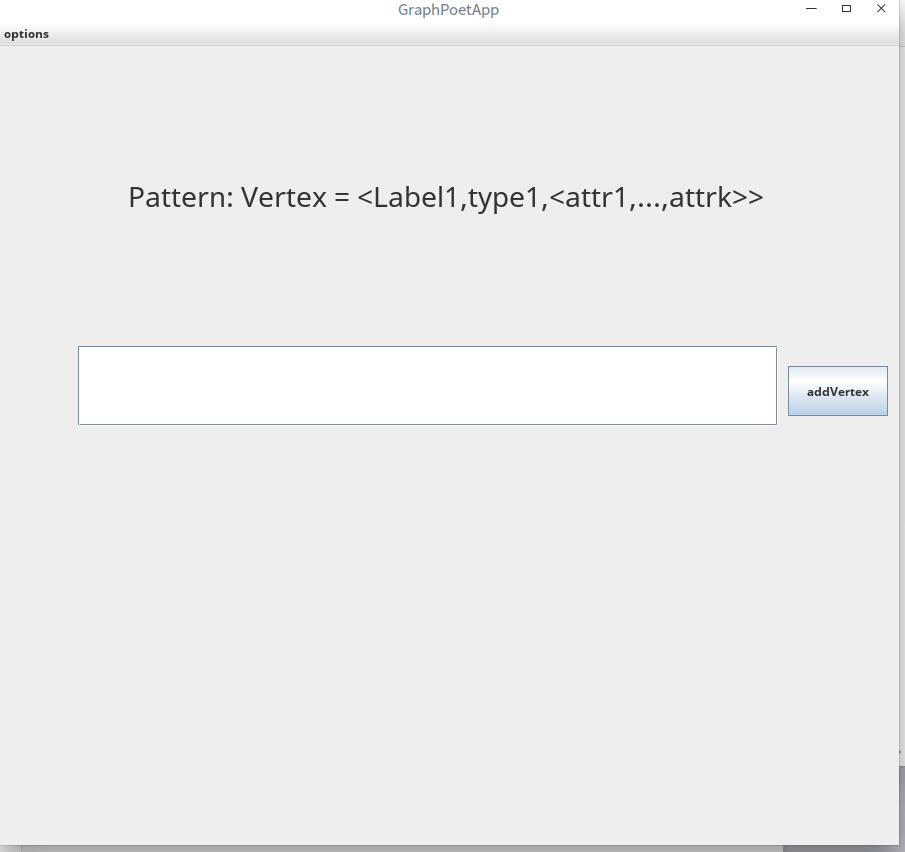 GraphPoetApp
options
Pattern: Vertex = <Label1,type1,<attr1,...,attrk>>
addVertex